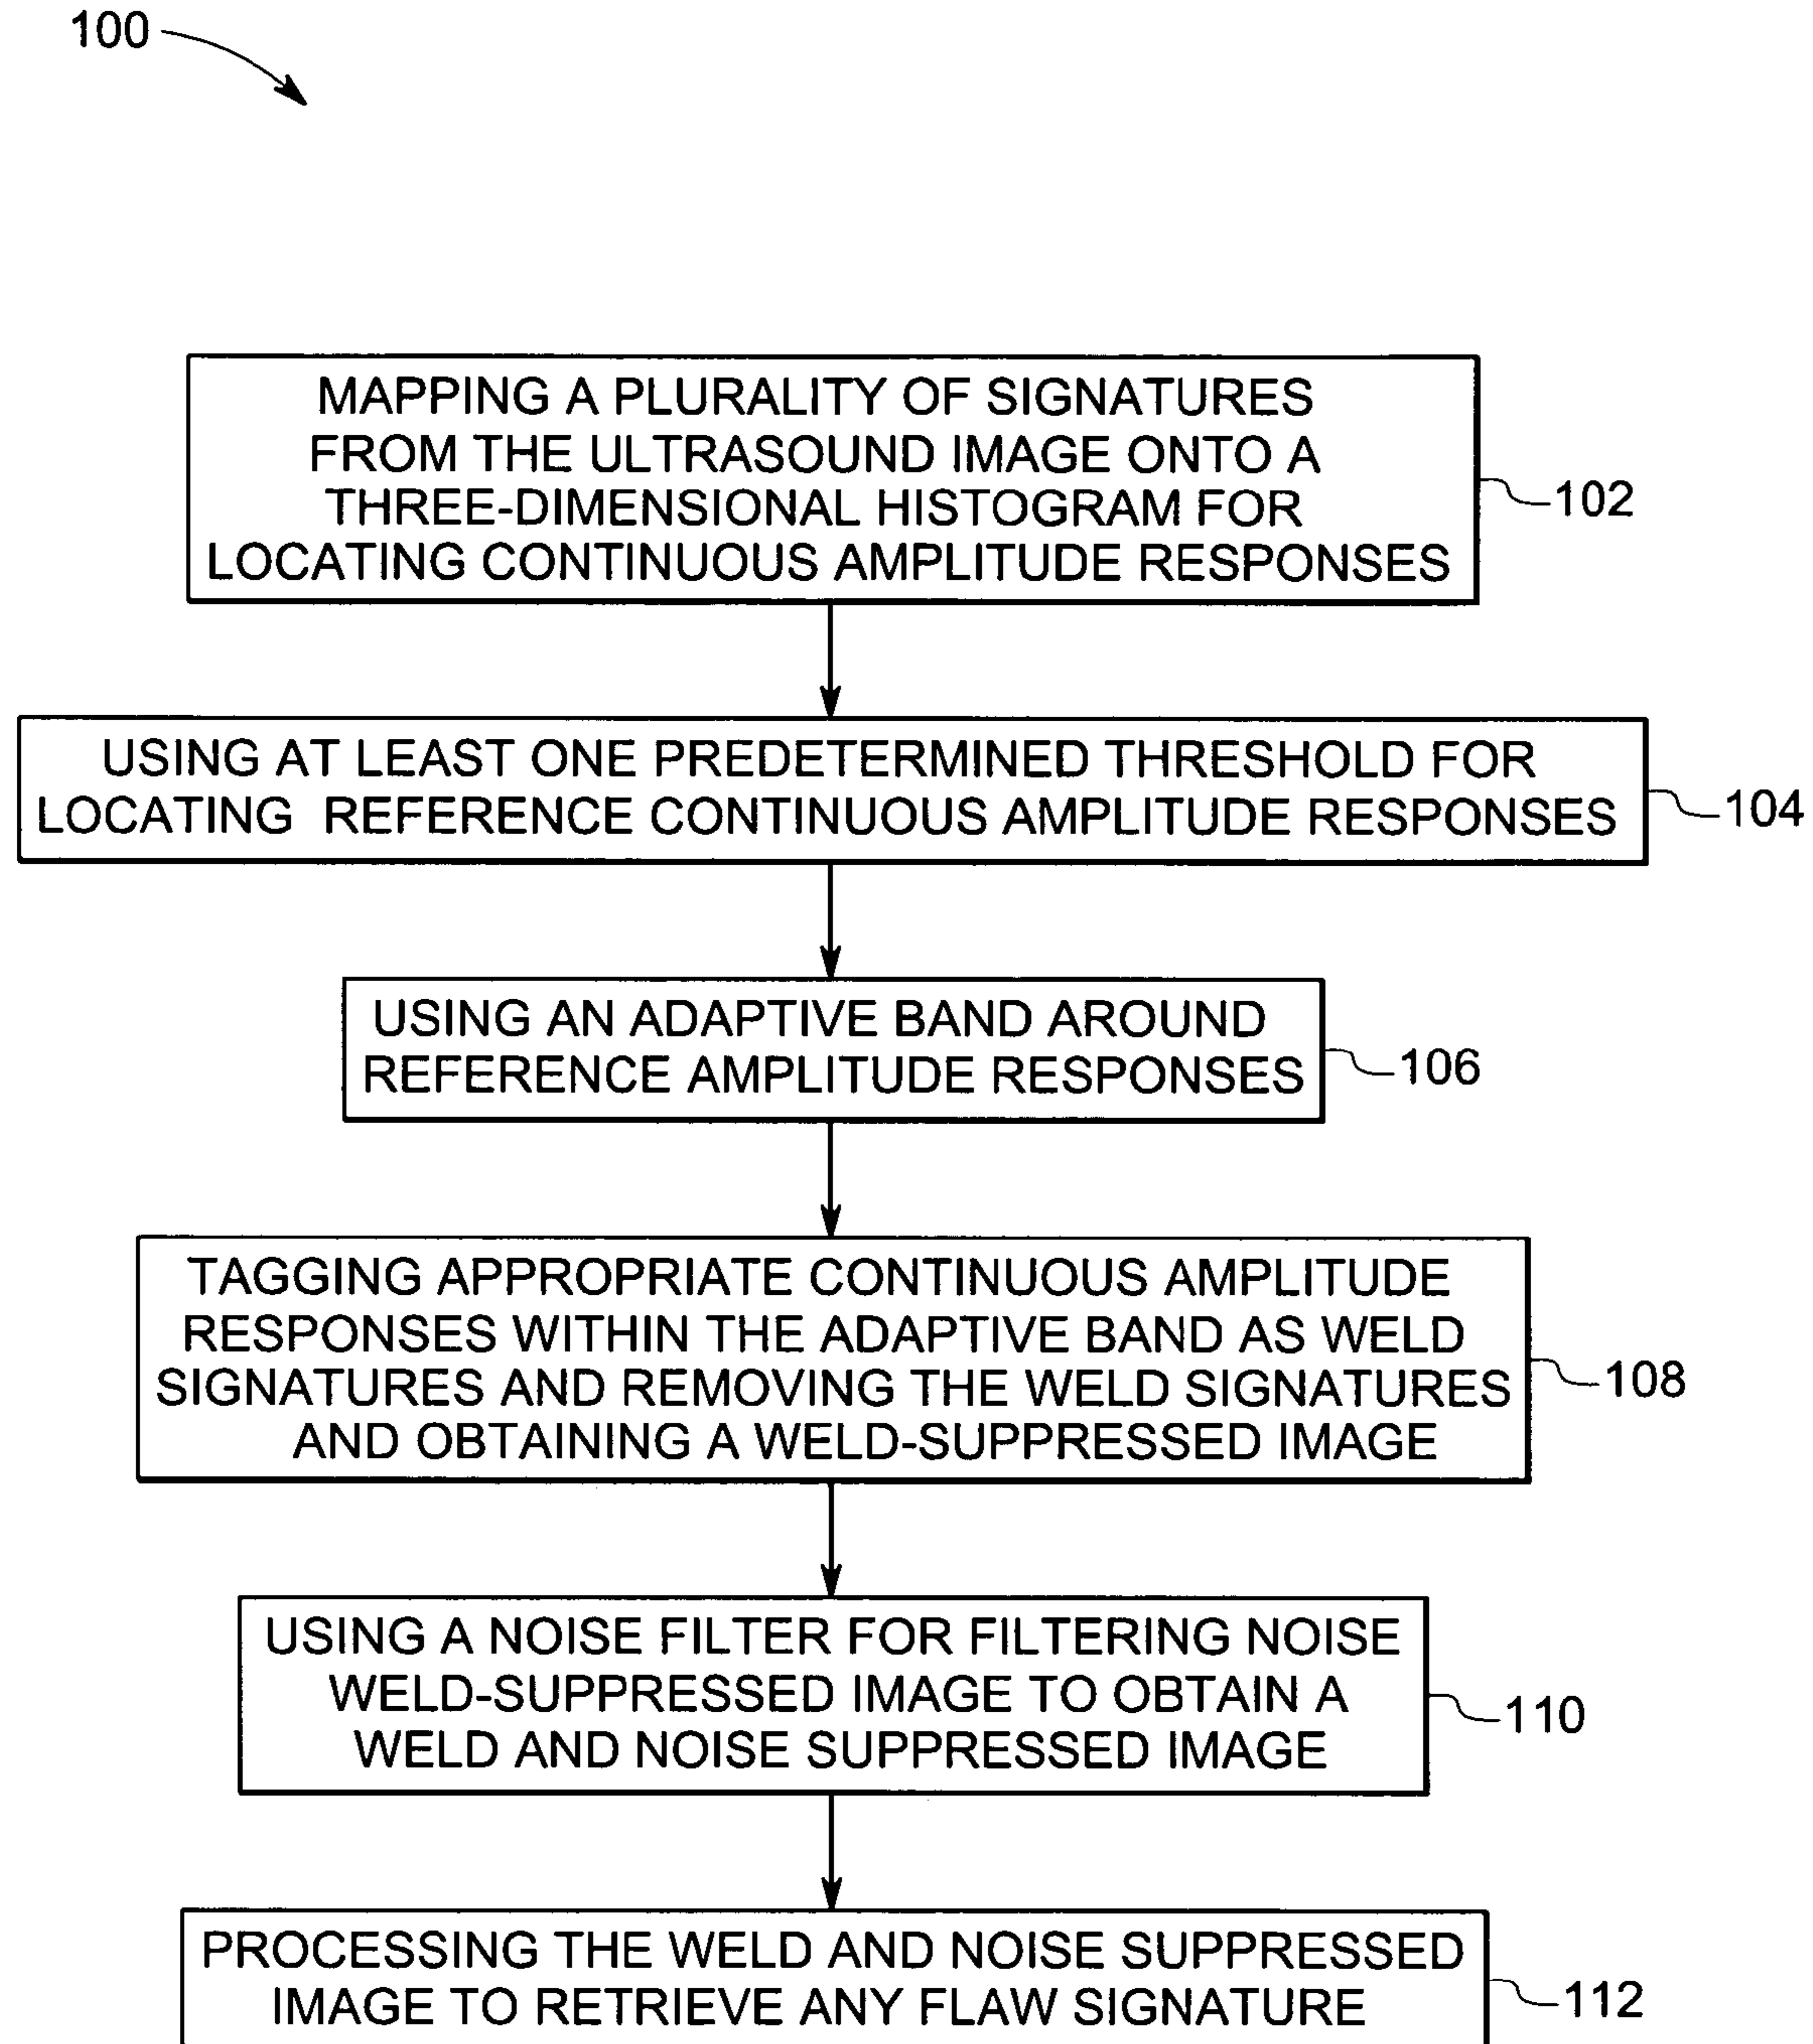 100
MAPPING A PLURALITY OF SIGNATURES
FROM THE ULTRASOUND IMAGE ONTO A
THREE-DIMENSIONAL HISTOGRAM FOR
LOCATING CONTINUOUS AMPLITUDE RESPONSES
102
USING AT LEAST ONE PREDETERMINED THRESHOLD FOR
LOCATING REFERENCE CONTINUOUS AMPLITUDE RESPONSES
104
USING AN ADAPTIVE BAND AROUND
REFERENCE AMPLITUDE RESPONSES
106
TAGGING APPROPRIATE CONTINUOUS AMPLITUDE
RESPONSES WITHIN THE ADAPTIVE BAND AS WELD
SIGNATURES AND REMOVING THE WELD SIGNATURES
AND OBTAINING A WELD-SUPPRESSED IMAGE
108
USING A NOISE FILTER FOR FILTERING NOISE
WELD-SUPPRESSED IMAGE TO OBTAIN A
WELD AND NOISE SUPPRESSED IMAGE
110
PROCESSING THE WELD AND NOISE SUPPRESSED
IMAGE TO RETRIEVE ANY FLAW SIGNATURE
112